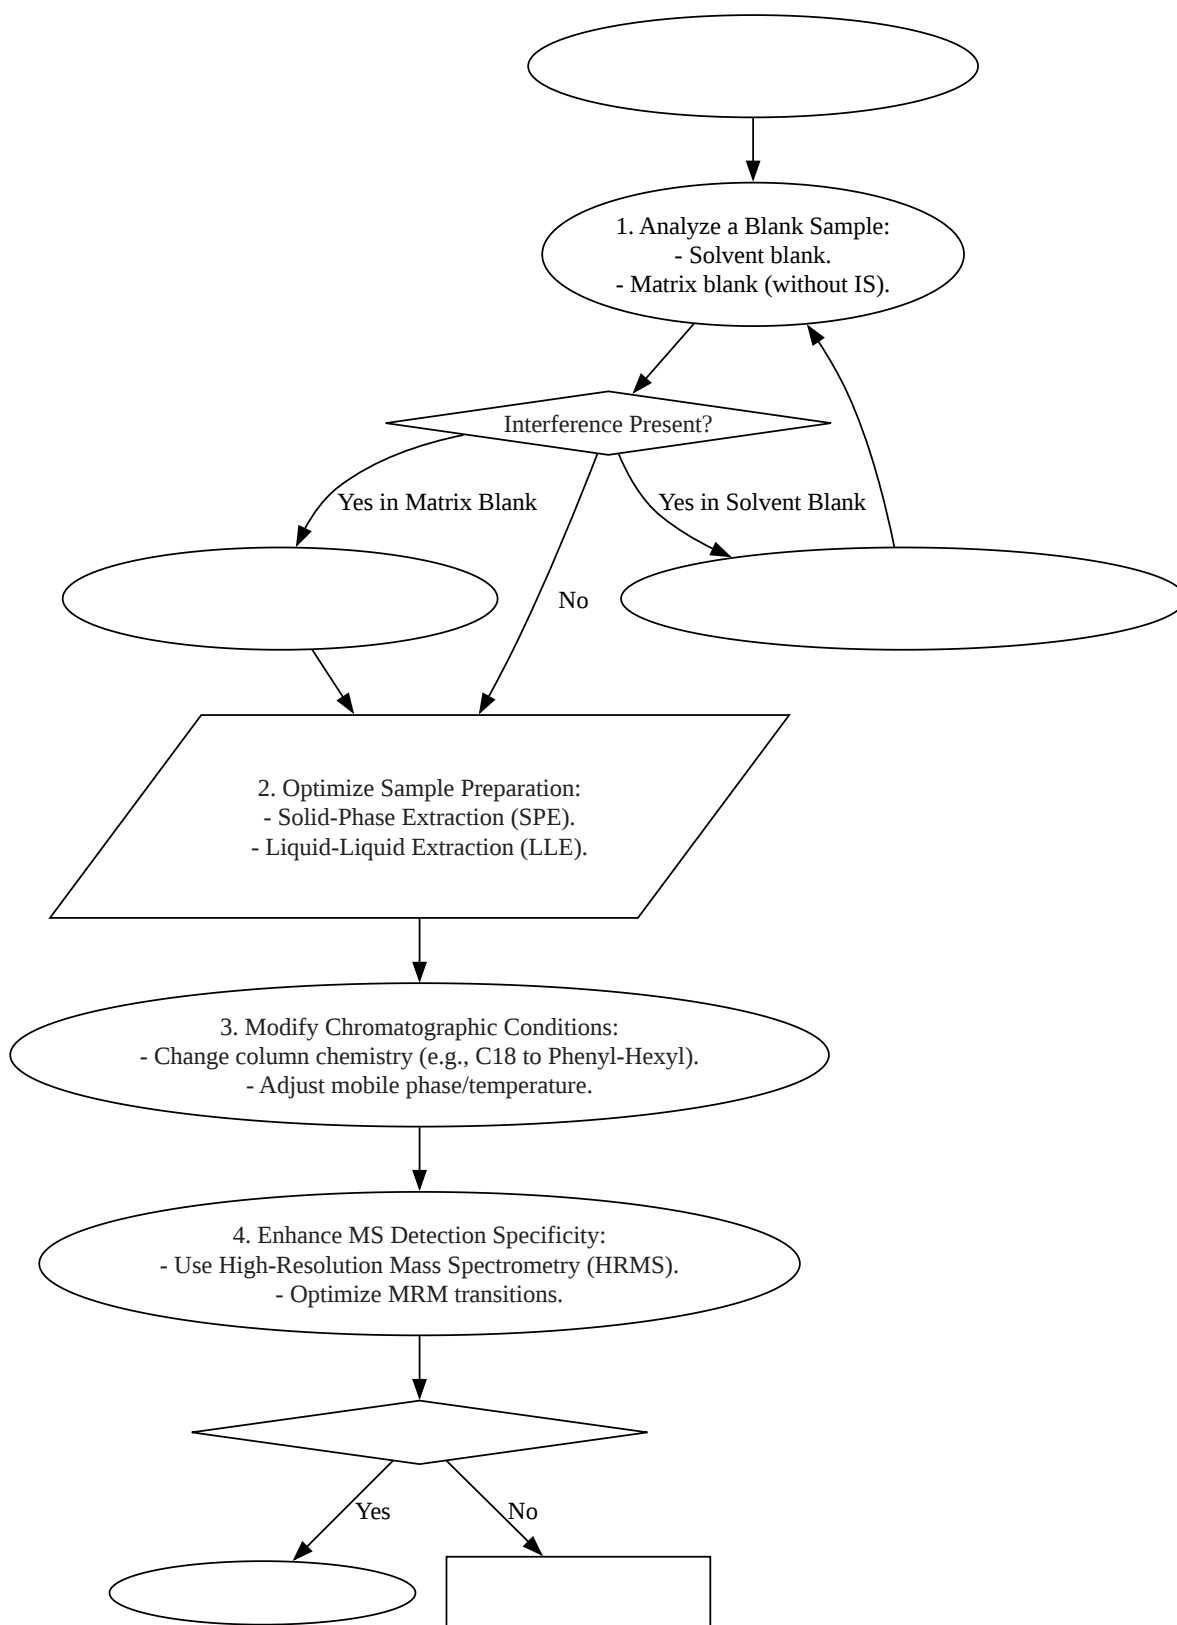 1. Analyze a Blank Sample:
- Solvent blank.
- Matrix blank (without IS).
Interference Present?
Yes in Matrix Blank
Yes in Solvent Blank
No
2. Optimize Sample Preparation:
- Solid-Phase Extraction (SPE).
- Liquid-Liquid Extraction (LLE).
3. Modify Chromatographic Conditions:
- Change column chemistry (e.g., C18 to Phenyl-Hexyl).
- Adjust mobile phase/temperature.
4. Enhance MS Detection Specificity:
- Use High-Resolution Mass Spectrometry (HRMS).
- Optimize MRM transitions.
Yes
No